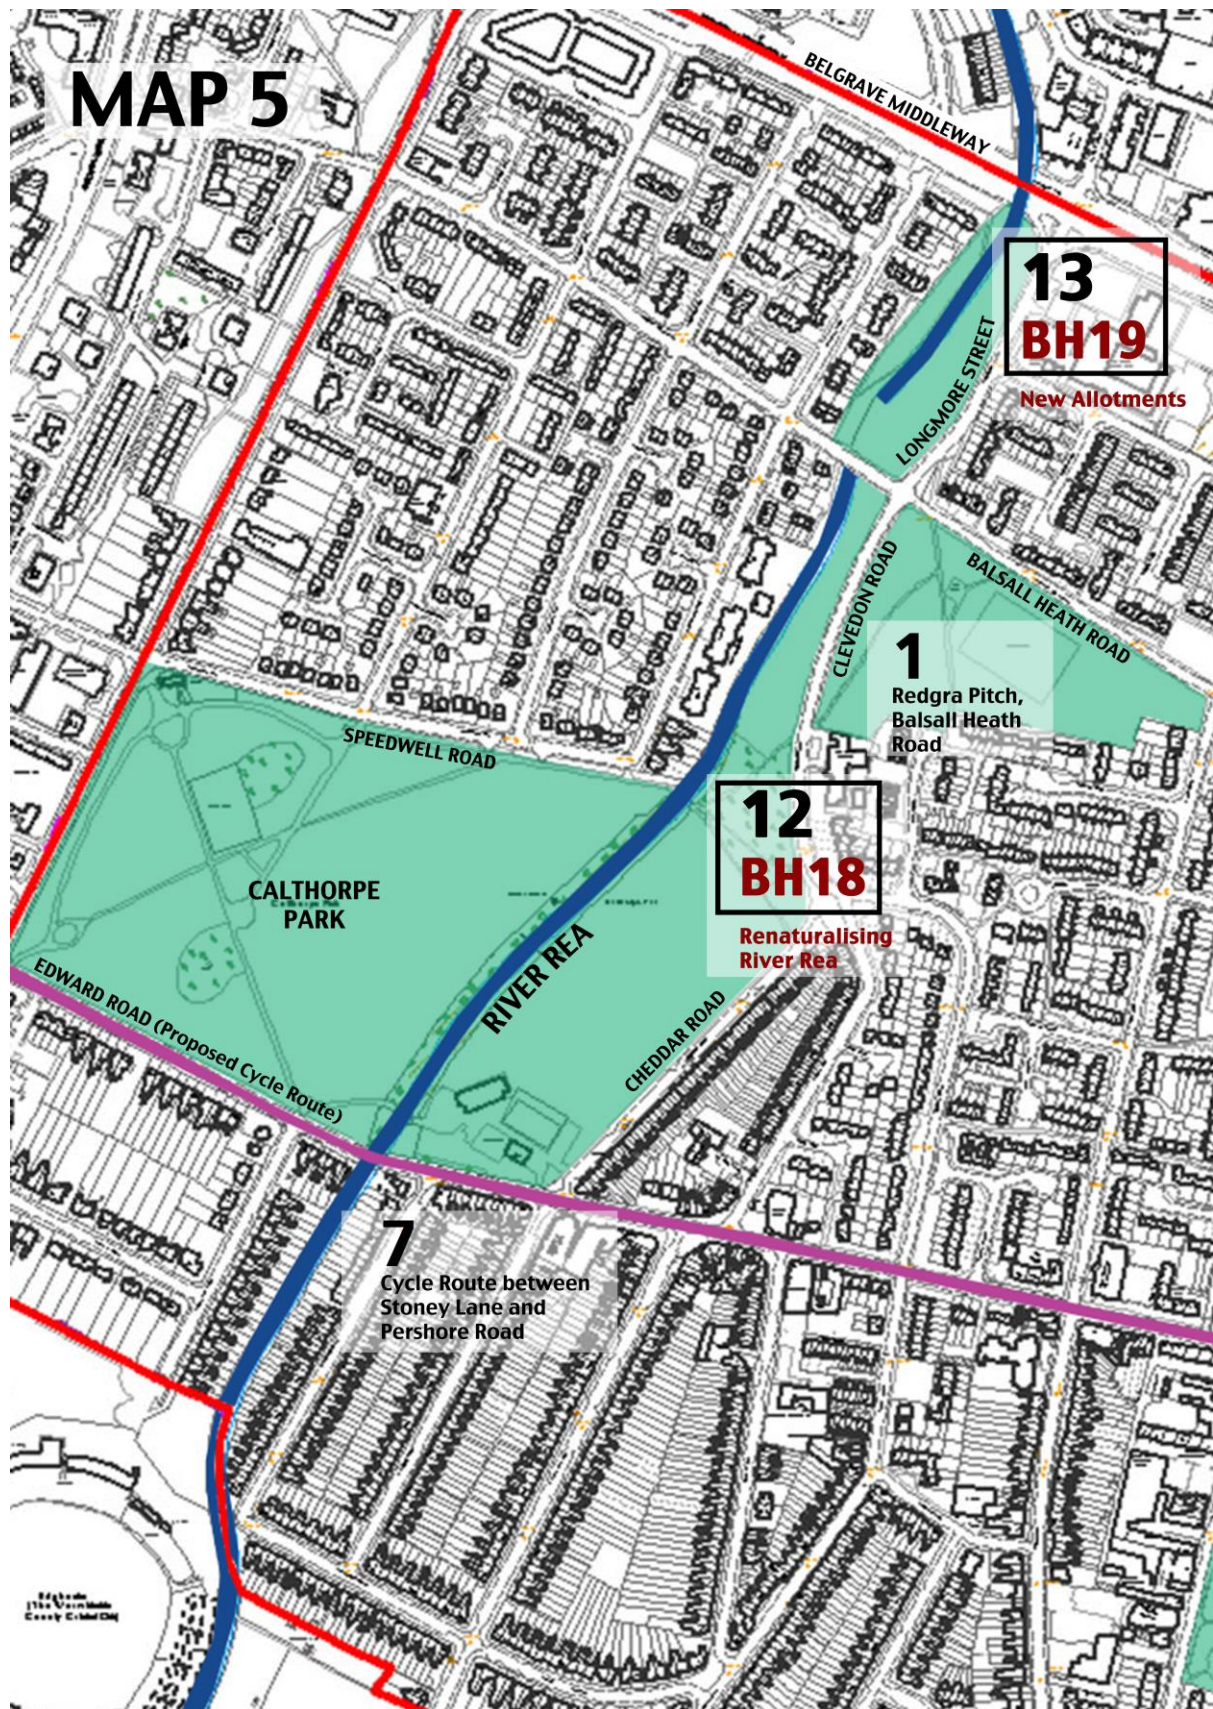 MAP 5
BELGRAVE MIDDLEWAY
13
BH19
New Allotments
LONGMORE STREET
BALSALL HEATH ROAD
CLEVEDON ROAD
1
Redgra Pitch,
Balsall Heath
Road
SPEEDWELL ROAD
12
BH18
Renaturalising
River Rea
CALTHORPE
PARK
RIVER REA
EDWARD ROAD (Proposed Cycle Route)
CHEDDAR ROAD
7
Cycle Route between
Stoney Lane and
Pershore Road